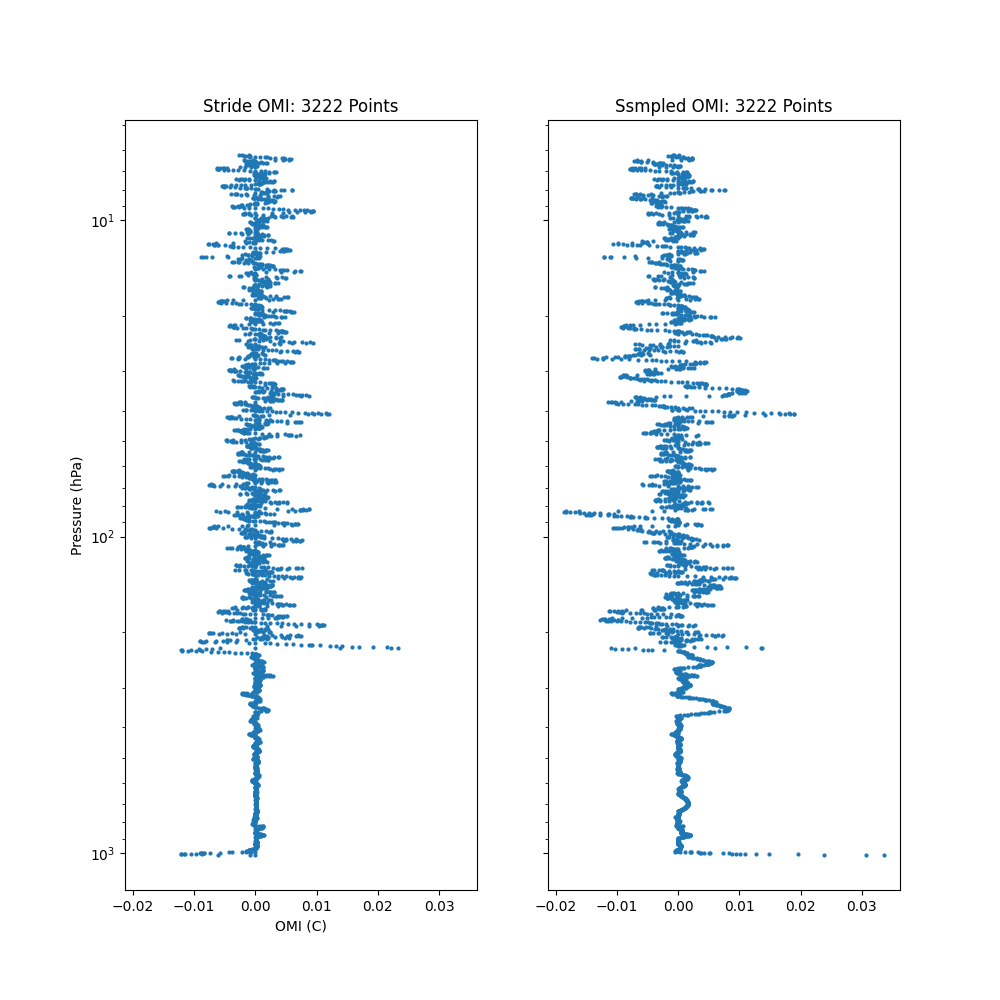 Stride OMI: 3222 Points
Ssmpled OMI: 3222 Points
Pressure (hPa)
10¹
10²
10³
−0.02 −0.01 0.00 0.01 0.02 0.03
−0.02 −0.01 0.00 0.01 0.02 0.03
OMI (C)